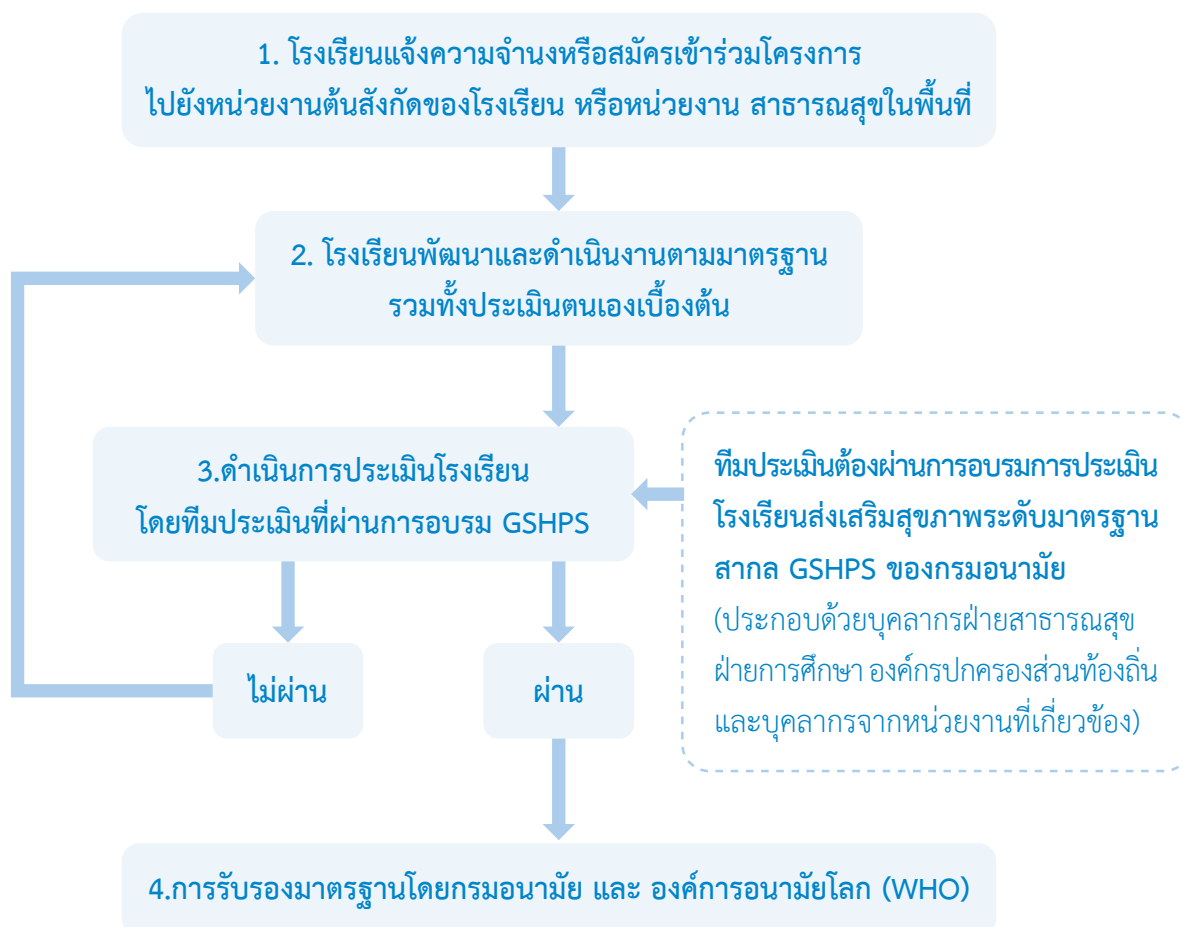 1. โรงเรียนแจ้งความจำนงหรือสมัครเข้าร่วมโครงการ
ไปยังหน่วยงานต้นสังกัดของโรงเรียน หรือหน่วยงาน สาธารณสุขในพื้นที่
2. โรงเรียนพัฒนาและดำเนินงานตามมาตรฐาน
รวมทั้งประเมินตนเองเบื้องต้น
3.ดำเนินการประเมินโรงเรียน
โดยทีมประเมินที่ผ่านการอบรม GSHPS
ทีมประเมินต้องผ่านการอบรมการประเมิน
โรงเรียนส่งเสริมสุขภาพระดับมาตรฐาน
สากล GSHPS ของกรมอนามัย
(ประกอบด้วยบุคลากรฝ่ายสาธารณสุข
ฝ่ายการศึกษา องค์กรปกครองส่วนท้องถิ่น
และบุคลากรจากหน่วยงานที่เกี่ยวข้อง)
ไม่ผ่าน
ผ่าน
4.การรับรองมาตรฐานโดยกรมอนามัย และ องค์การอนามัยโลก (WHO)